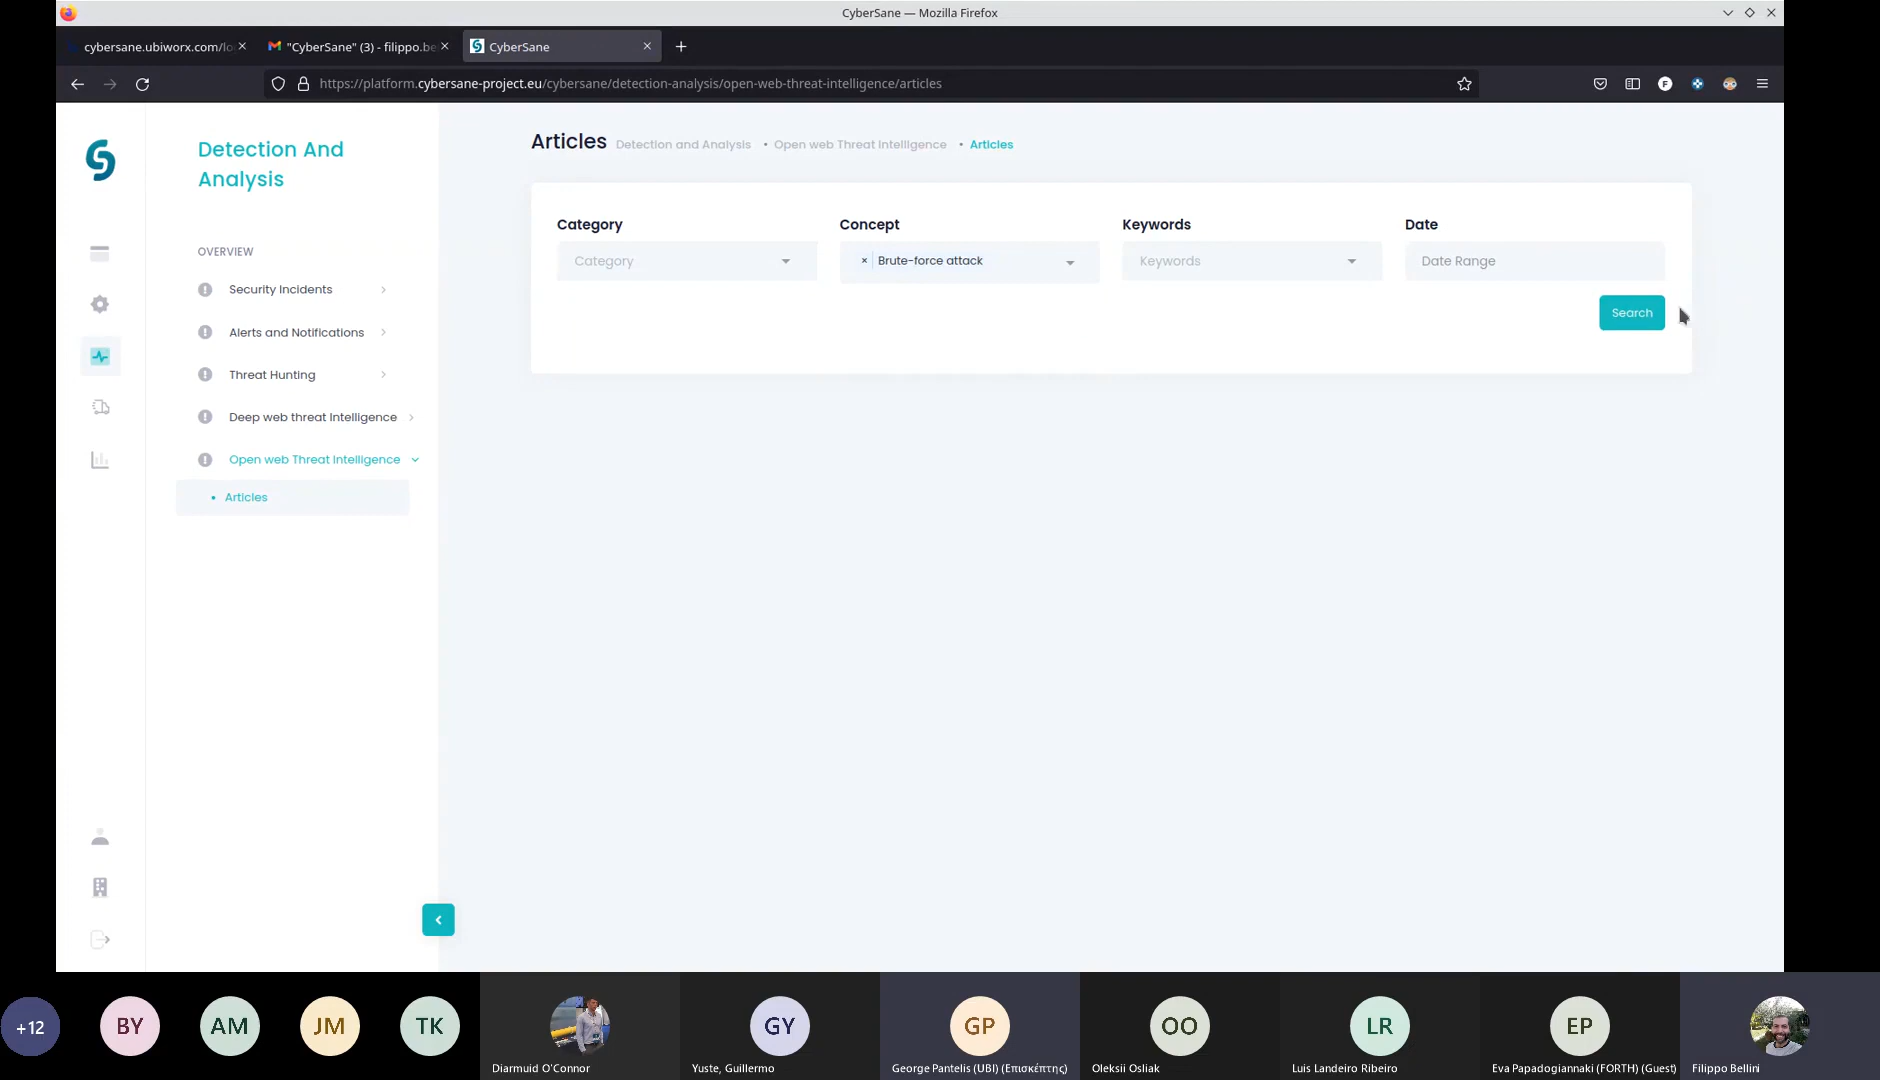 CyberSane — Mozilla Firefox
cybersane.ubiworx.com/lo
"CyberSane" (3) - filippo.be
CyberSane
https://platform.cybersane-project.eu/cybersane/detection-analysis/open-web-threat-intelligence/articles
F
Detection And
Analysis
OVERVIEW
Security Incidents
Alerts and Notifications
Threat Hunting
Deep web threat Intelligence
Open web Threat Intelligence
• Articles
Articles Detection and Analysis • Open web Threat Intelligence • Articles
Category
Concept
Keywords
Date
Category
× Brute-force attack
Keywords
Date Range
Search
+12
BY
AM
JM
TK
Diarmuid O'Connor
GY
Yuste, Guillermo
GP
George Pantelis (UBI) (Επισκέπτης)
OO
Oleksii Osliak
LR
Luis Landeiro Ribeiro
EP
Eva Papadogiannaki (FORTH) (Guest)
Filippo Bellini